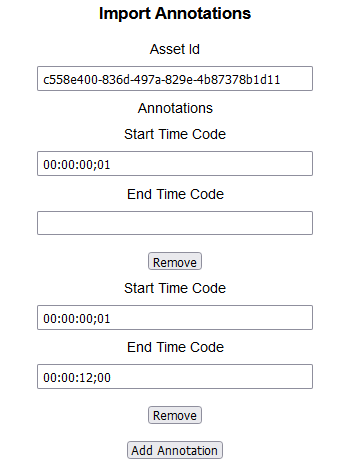 Import Annotations
Asset Id
c558e400-836d-497a-829e-4b87378b1d11
Annotations
Start Time Code
00:00:00;01
End Time Code
Remove
Start Time Code
00:00:00;01
End Time Code
00:00:12;00
Remove
Add Annotation